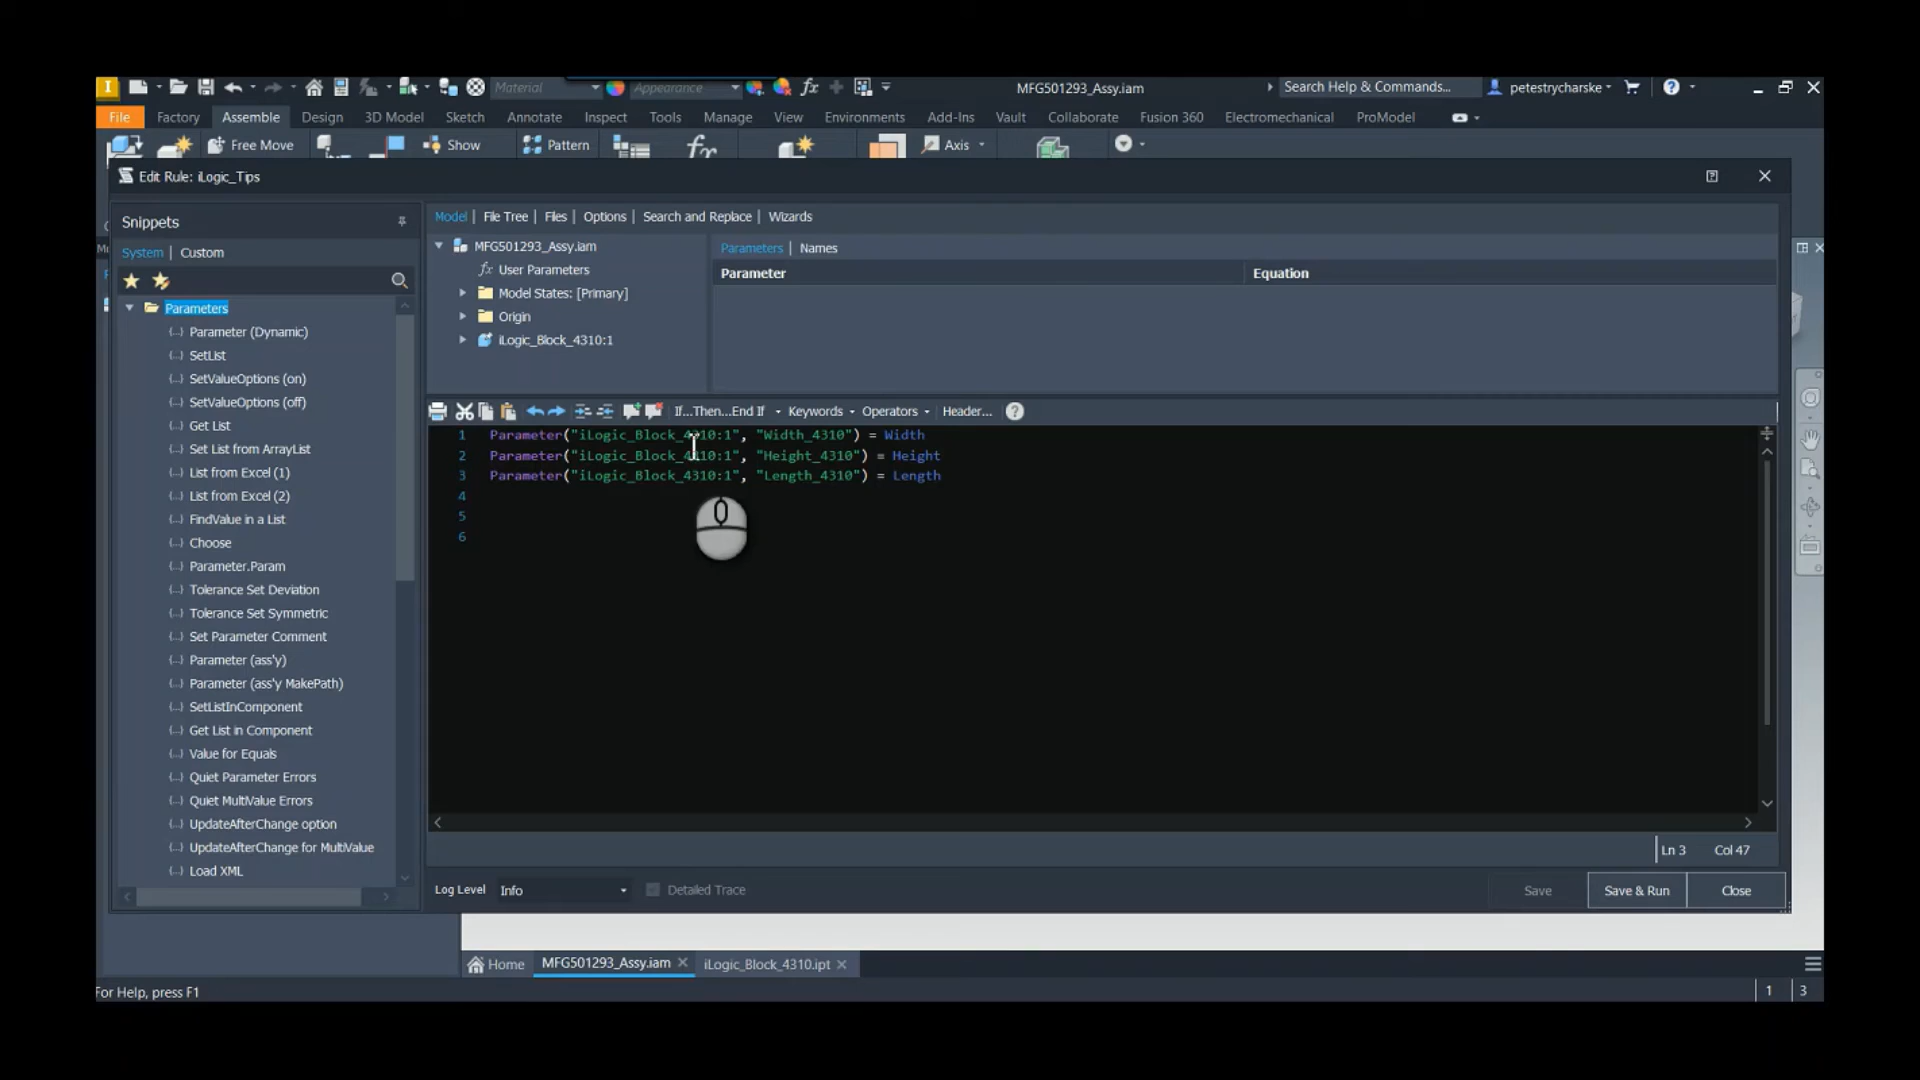 I Material Appearance fx MFG501293_Assy.iam Search Help & Commands... petestrycharske ?
File Factory Assemble Design 3D Model Sketch Annotate Inspect Tools Manage View Environments Add-Ins Vault Collaborate Fusion 360 Electromechanical ProModel
Free Move Show Pattern fx Axis
Edit Rule: iLogic_Tips ?
Snippets
System | Custom
Parameters
{...} Parameter (Dynamic)
{...} SetList
{...} SetValueOptions (on)
{...} SetValueOptions (off)
{...} Get List
{...} Set List from ArrayList
{...} List from Excel (1)
{...} List from Excel (2)
{...} FindValue in a List
{...} Choose
{...} Parameter.Param
{...} Tolerance Set Deviation
{...} Tolerance Set Symmetric
{...} Set Parameter Comment
{...} Parameter (ass'y)
{...} Parameter (ass'y MakePath)
{...} SetListInComponent
{...} Get List in Component
{...} Value for Equals
{...} Quiet Parameter Errors
{...} Quiet MultiValue Errors
{...} UpdateAfterChange option
{...} UpdateAfterChange for MultiValue
{...} Load XML
Model | File Tree | Files | Options | Search and Replace | Wizards
MFG501293_Assy.iam
fx User Parameters
Model States: [Primary]
Origin
iLogic_Block_4310:1
Parameters | Names
Parameter Equation
If...Then...End If Keywords Operators Header... ?
1 Parameter("iLogic_Block_4310:1", "Width_4310") = Width
2 Parameter("iLogic_Block_4310:1", "Height_4310") = Height
3 Parameter("iLogic_Block_4310:1", "Length_4310") = Length
4
5
6
Ln 3 Col 47
Log Level Info Detailed Trace Save Save & Run Close
Home MFG501293_Assy.iam iLogic_Block_4310.ipt
For Help, press F1 1 3